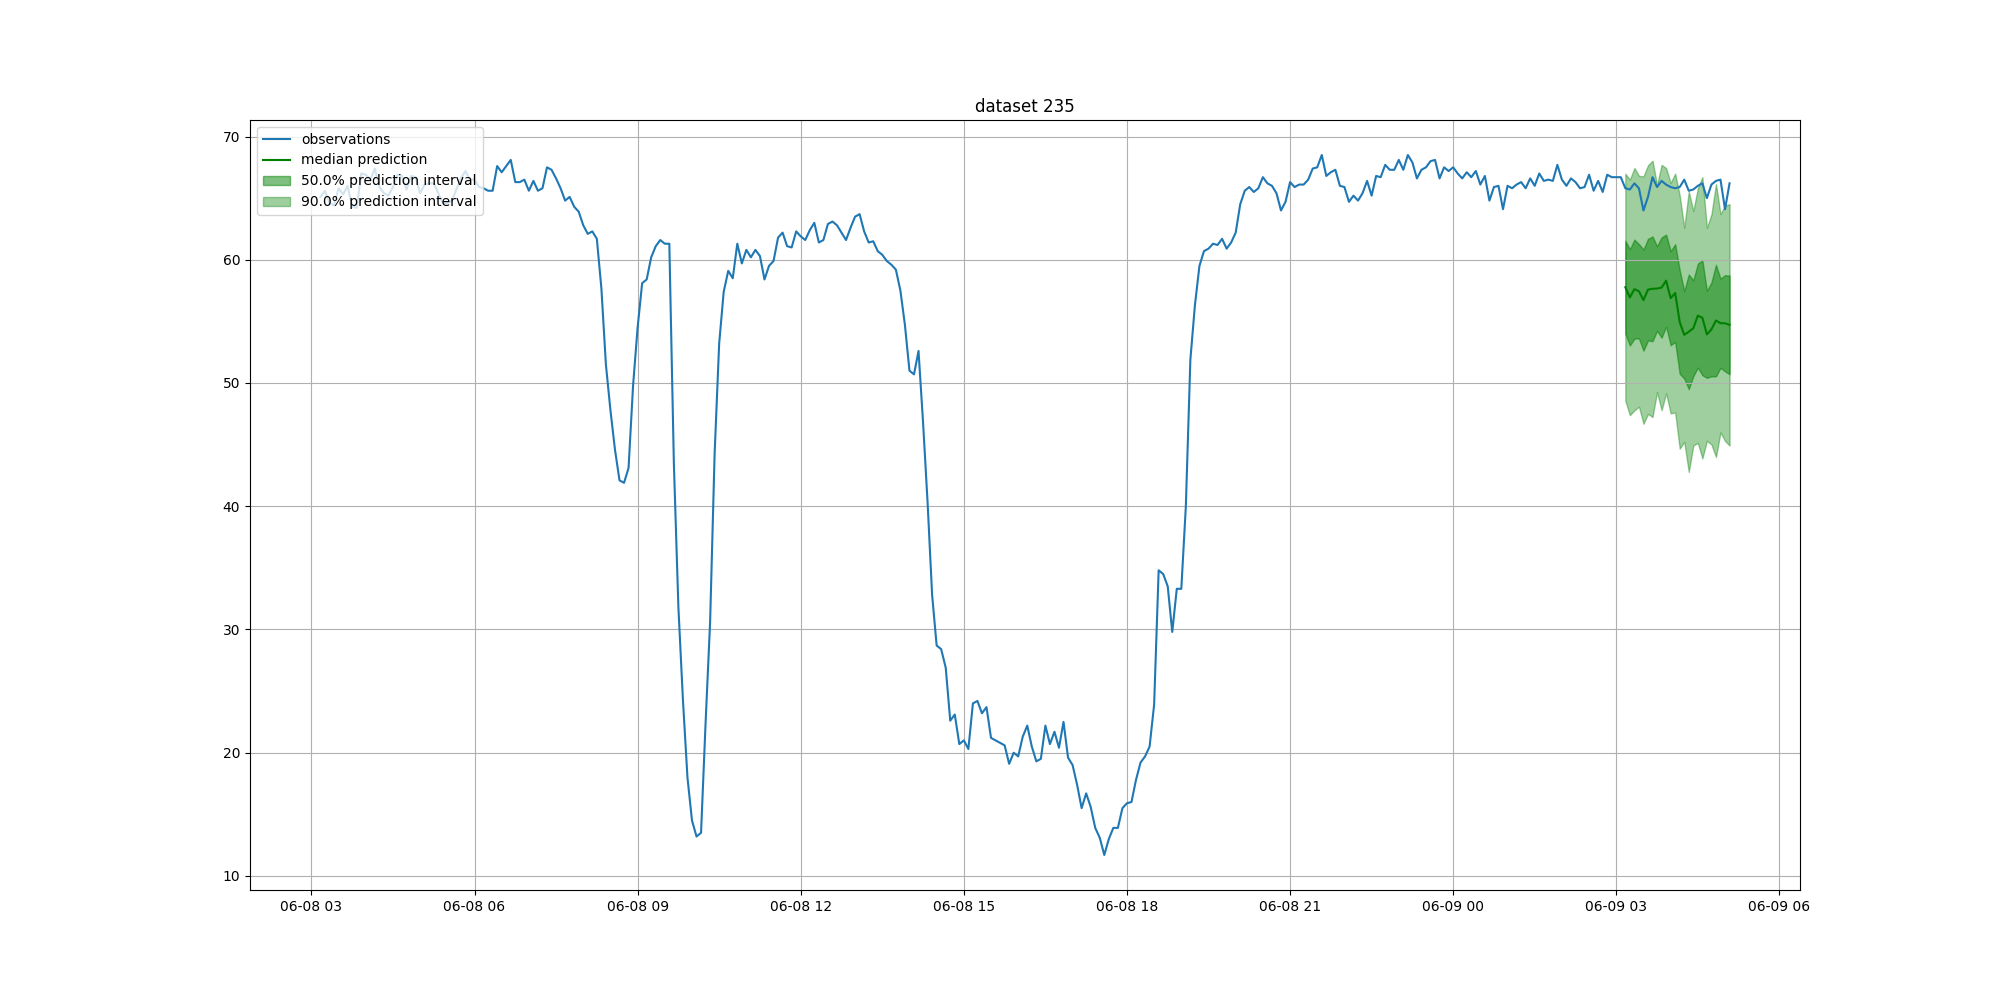 dataset 235
observations
median prediction
50.0% prediction interval
90.0% prediction interval
70
60
50
40
30
20
10
06-08 03 06-08 06 06-08 09 06-08 12 06-08 15 06-08 18 06-08 21 06-09 00 06-09 03 06-09 06